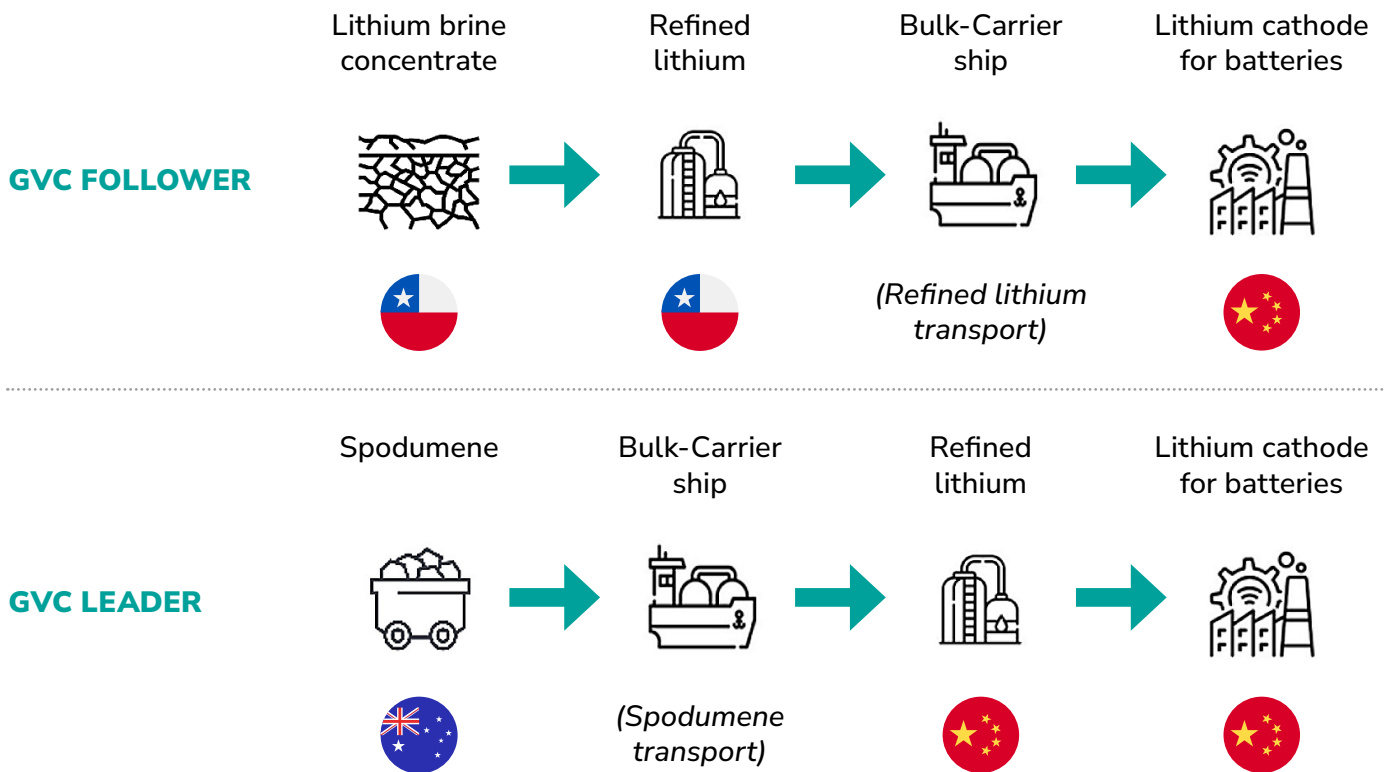 Lithium brine
concentrate
Refined
lithium
Bulk-Carrier
ship
Lithium cathode
for batteries
GVC FOLLOWER
(Refined lithium
transport)
Spodumene
Bulk-Carrier
ship
Refined
lithium
Lithium cathode
for batteries
GVC LEADER
(Spodumene
transport)